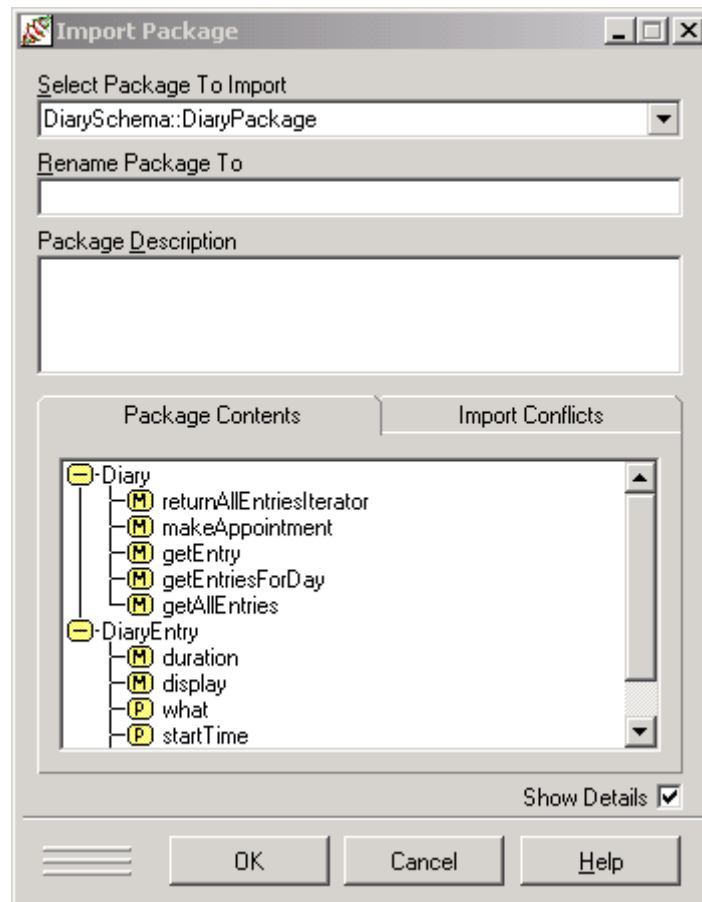 Import Package
Select Package To Import
DiarySchema::DiaryPackage
Rename Package To
Package Description
Package Contents
Import Conflicts
Diary
M returnAllEntriesIterator
M makeAppointment
M getEntry
M getEntriesForDay
M getAllEntries
DiaryEntry
M duration
M display
P what
P startTime
Show Details
OK
Cancel
Help